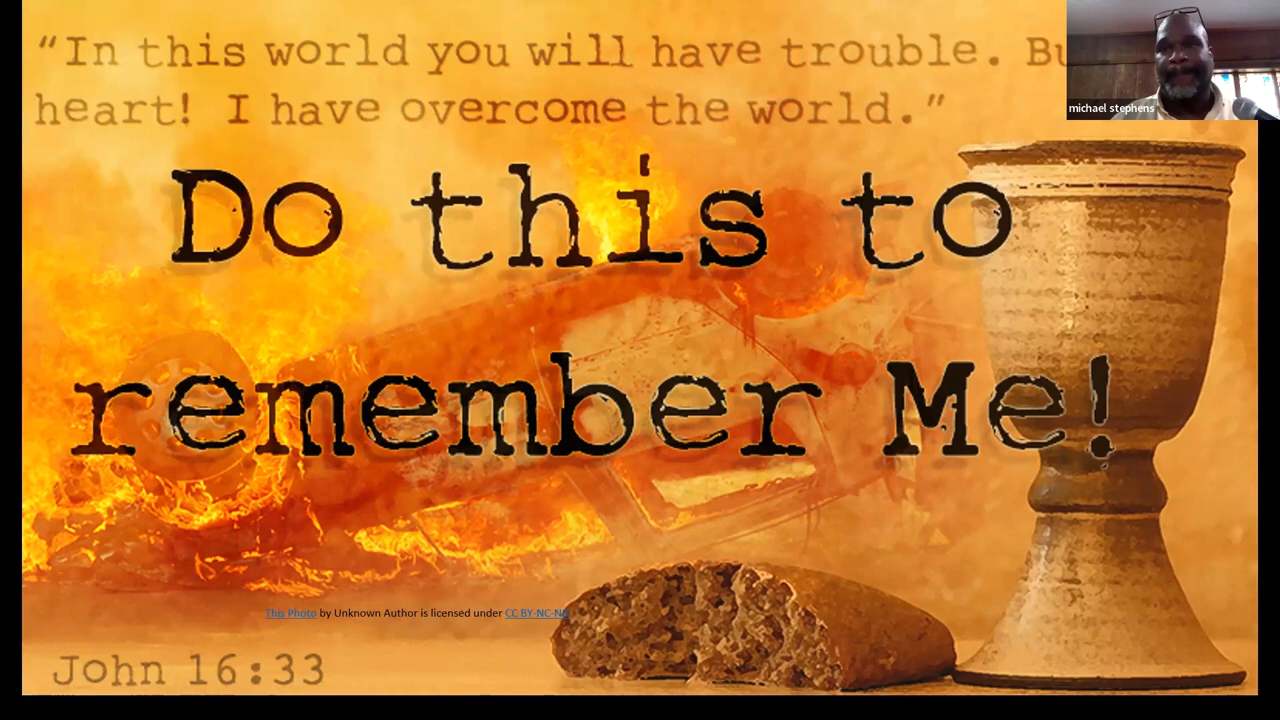 “In this world you will have trouble. Bu
michael stephens
heart! I have overcome the world.”
Do this to
remember Me!
This Photo by Unknown Author is licensed under CC BY-NC-ND
John 16:33